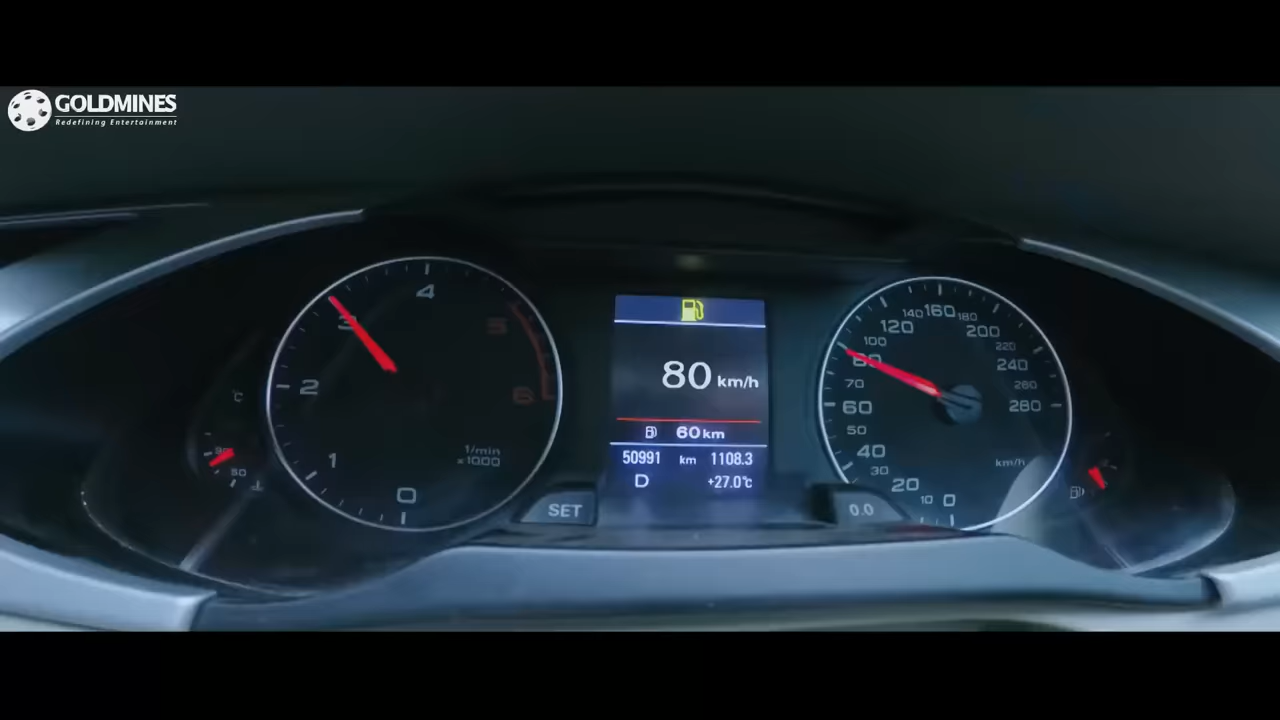 GOLDMINES
Redefining Entertainment
4
3
5
2
6
1
0
1/min
x1000
°C
90
50
SET
80 km/h
60 km
50991 km 1108.3
D +27.0°c
0.0
140 160 180
120 200
100 220
80 240
70 260
60 280
50
40
30
20
10 0
km/h